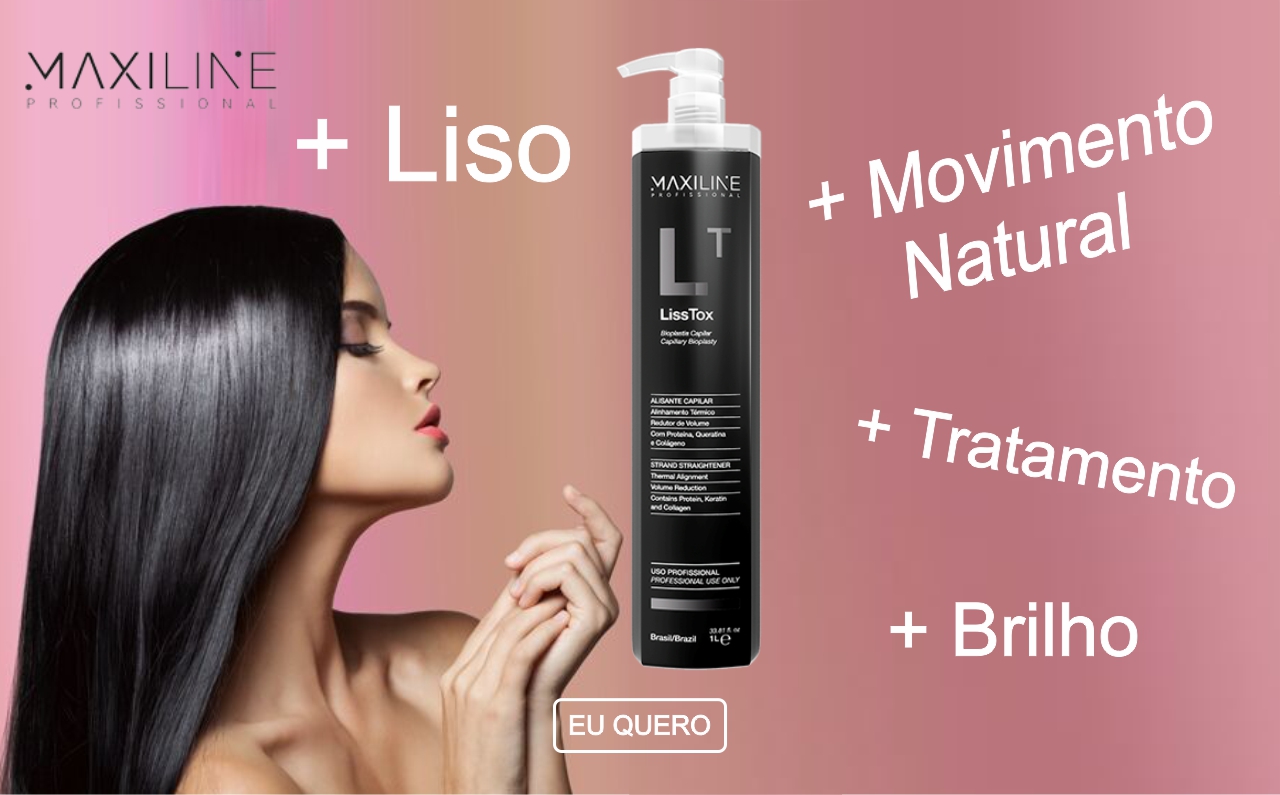 MAXILINE
PROFISSIONAL
+ Liso
+ Movimento
Natural
+ Tratamento
+ Brilho
MAXILINE
PROFISSIONAL
LT
LissTox
Bioplastia Capilar
Capillary Bioplasty
ALISANTE CAPILAR
Alinhamento Térmico
Redutor de Volume
Com Proteína, Queratina
e Colágeno
STRAND STRAIGHTENER
Thermal Alignment
Volume Reduction
Contains Protein, Keratin
and Collagen
USO PROFISSIONAL
PROFESSIONAL USE ONLY
Brasil/Brazil
33.81 fl. oz
1L e
EU QUERO